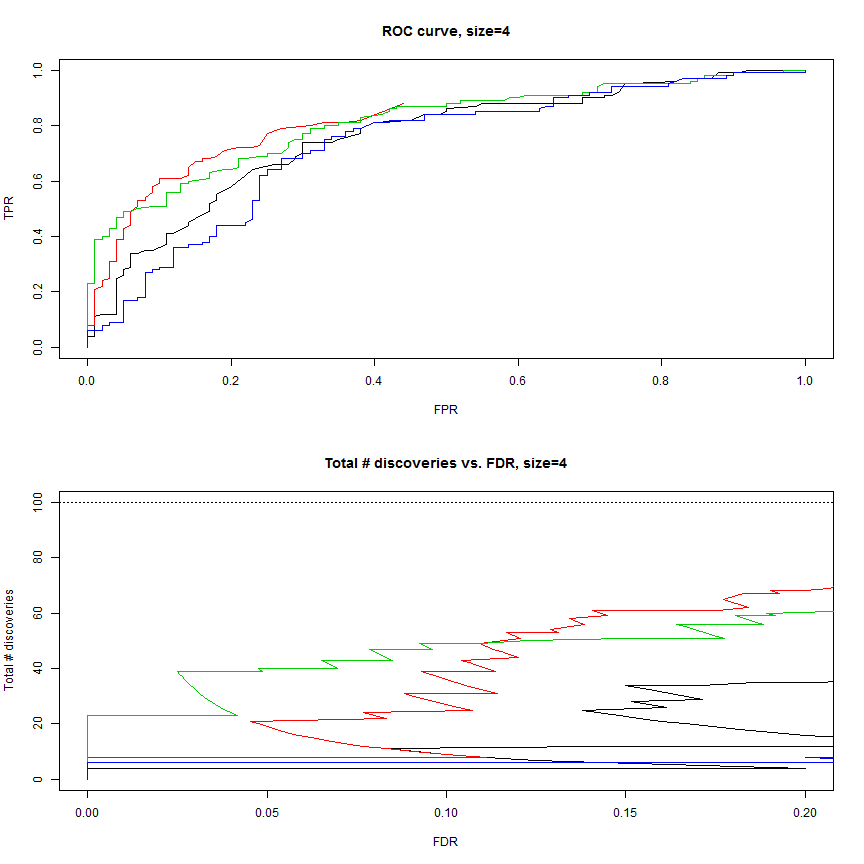 ROC curve, size=4
TPR
1.0
0.8
0.6
0.4
0.2
0.0
0.0 0.2 0.4 0.6 0.8 1.0
FPR
Total # discoveries vs. FDR, size=4
Total # discoveries
100
80
60
40
20
0
0.00 0.05 0.10 0.15 0.20
FDR